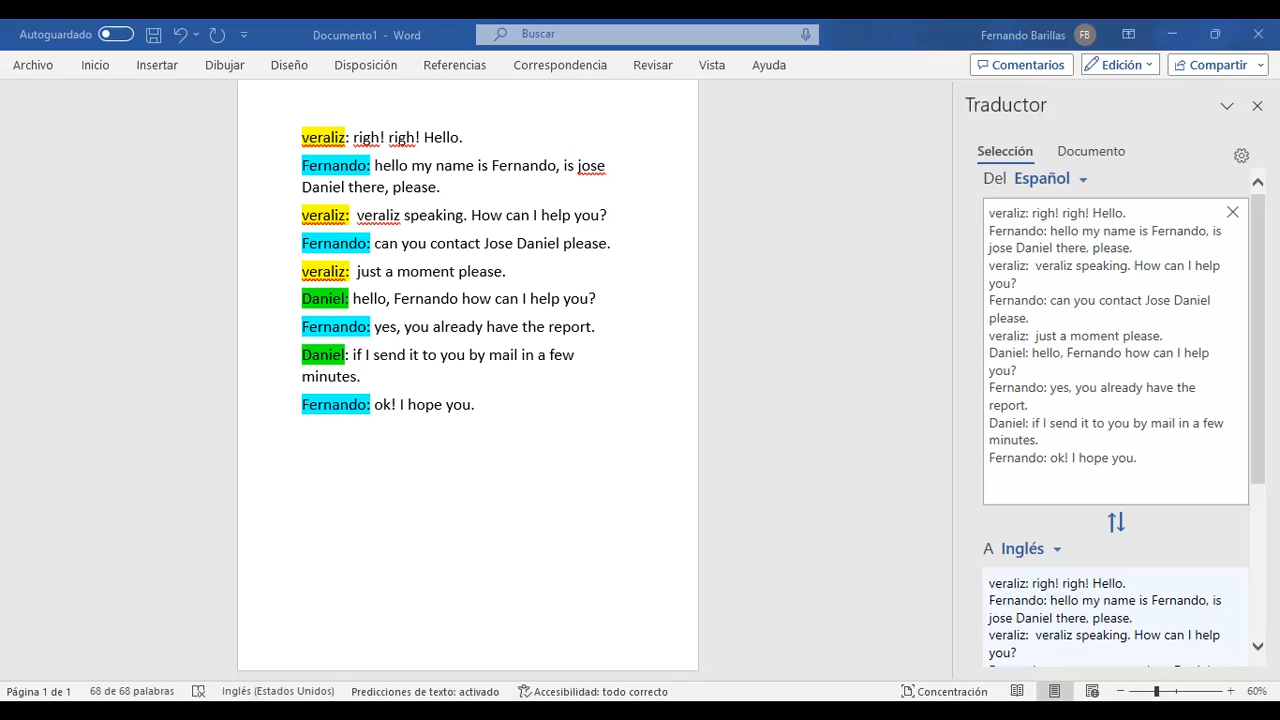 Autoguardado
Documento1 - Word
Buscar
Fernando Barillas
FB
Archivo Inicio Insertar Dibujar Diseño Disposición Referencias Correspondencia Revisar Vista Ayuda
Comentarios
Edición
Compartir
veraliz: righ! righ! Hello.
Fernando: hello my name is Fernando, is jose
Daniel there, please.
veraliz: veraliz speaking. How can I help you?
Fernando: can you contact Jose Daniel please.
veraliz: just a moment please.
Daniel: hello, Fernando how can I help you?
Fernando: yes, you already have the report.
Daniel: if I send it to you by mail in a few
minutes.
Fernando: ok! I hope you.
Traductor
Selección Documento
Del Español
veraliz: righ! righ! Hello.
Fernando: hello my name is Fernando, is
jose Daniel there, please.
veraliz: veraliz speaking. How can I help
you?
Fernando: can you contact Jose Daniel
please.
veraliz: just a moment please.
Daniel: hello, Fernando how can I help
you?
Fernando: yes, you already have the
report.
Daniel: if I send it to you by mail in a few
minutes.
Fernando: ok! I hope you.
A Inglés
veraliz: righ! righ! Hello.
Fernando: hello my name is Fernando, is
jose Daniel there, please.
veraliz: veraliz speaking. How can I help
you?
Página 1 de 1
68 de 68 palabras
Inglés (Estados Unidos)
Predicciones de texto: activado
Accesibilidad: todo correcto
Concentración
60%